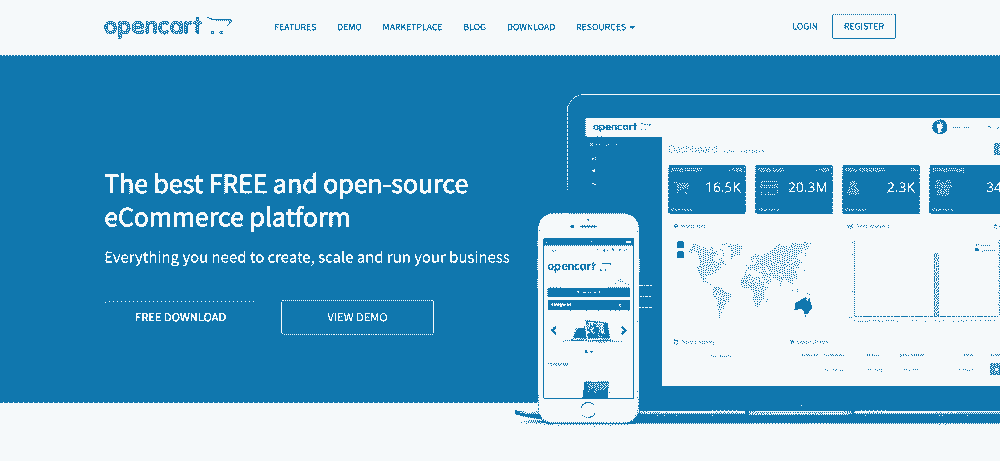 opencart
FEATURES
DEMO
MARKETPLACE
BLOG
DOWNLOAD
RESOURCES
LOGIN
REGISTER
The best FREE and open-source
eCommerce platform
Everything you need to create, scale and run your business
FREE DOWNLOAD
VIEW DEMO
opencart
Dashboard
16.5K
20.3M
2.3K
34
opencart